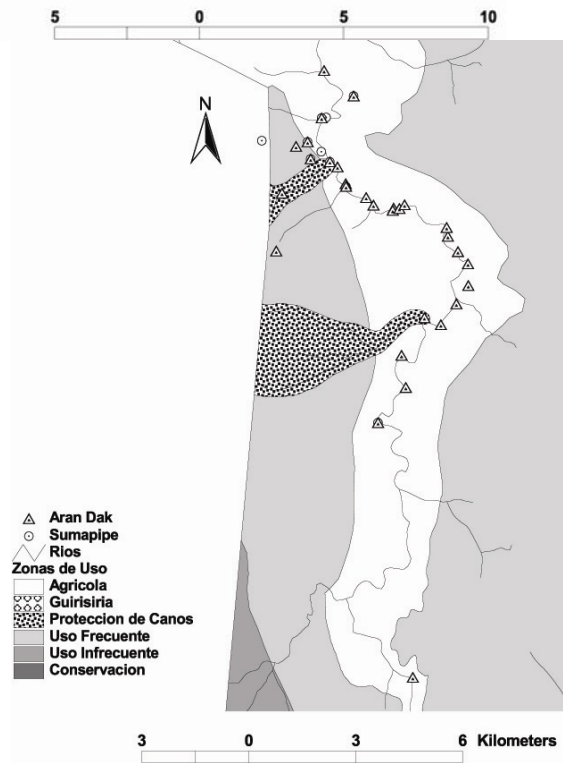 5 0 5 10
N
Aran Dak
Sumapipe
Rios
Zonas de Uso
Agricola
Guirisiria
Proteccion de Canos
Uso Frecuente
Uso Infrecuente
Conservacion
3 0 3 6 Kilometers